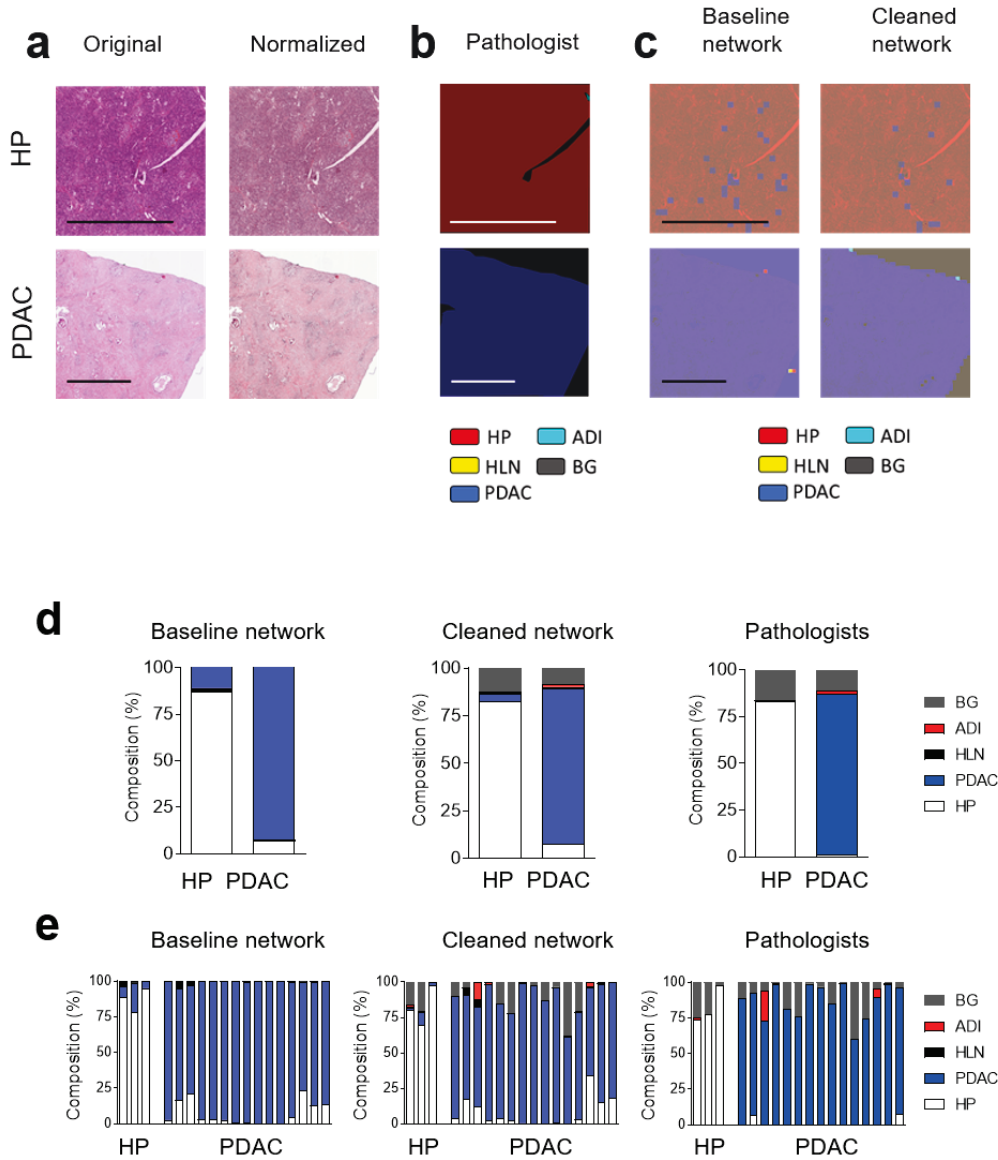 a
Original
Normalized
b
Pathologist
c
Baseline
network
Cleaned
network
HP
PDAC
HP
ADI
HLN
BG
PDAC
HP
ADI
HLN
BG
PDAC
d
Baseline network
Cleaned network
Pathologists
Composition (%)
100
75
50
25
0
HP PDAC
Composition (%)
100
75
50
25
0
HP PDAC
Composition (%)
100
75
50
25
0
HP PDAC
BG
ADI
HLN
PDAC
HP
e
Baseline network
Cleaned network
Pathologists
Composition (%)
100
75
50
25
0
HP PDAC
Composition (%)
100
75
50
25
0
HP PDAC
Composition (%)
100
75
50
25
0
HP PDAC
BG
ADI
HLN
PDAC
HP